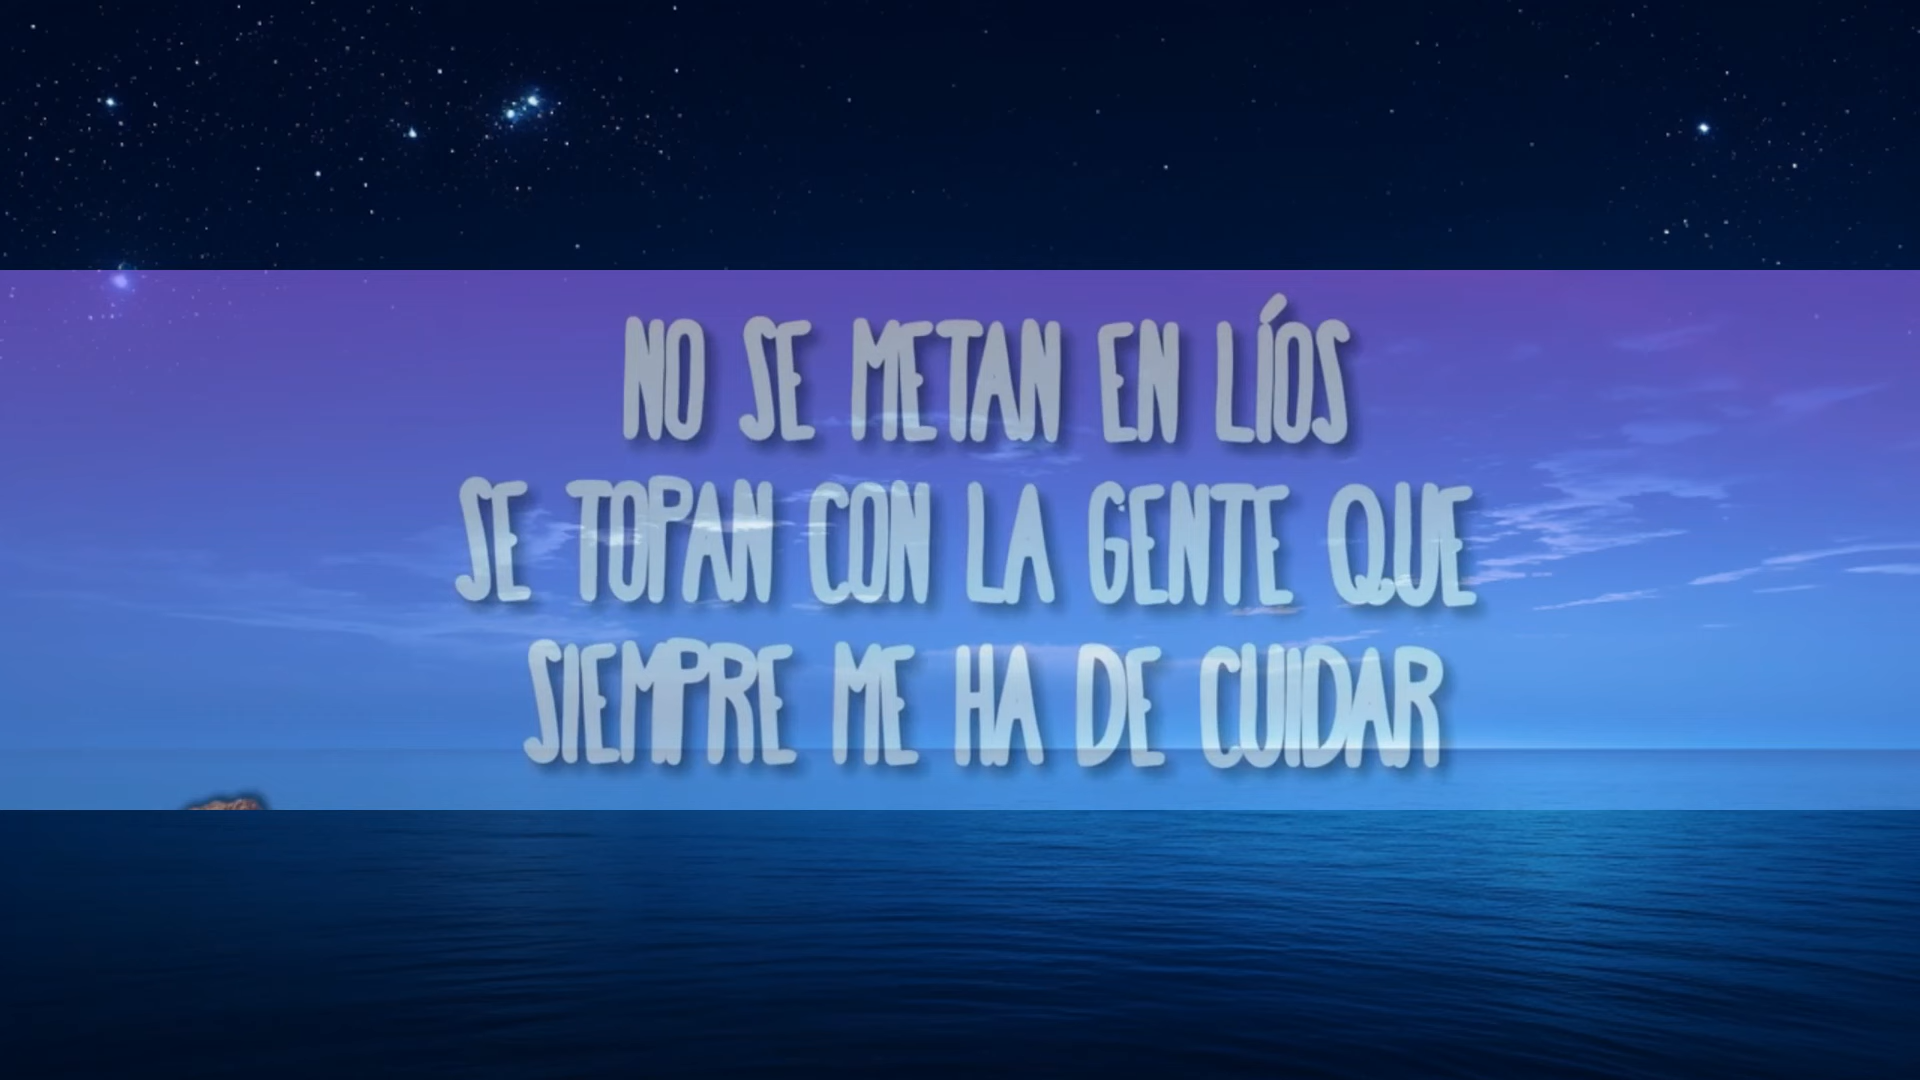 NO SE METAN EN LÍOS
SE TOPAN CON LA GENTE QUE
SIEMPRE ME HA DE CUIDAR